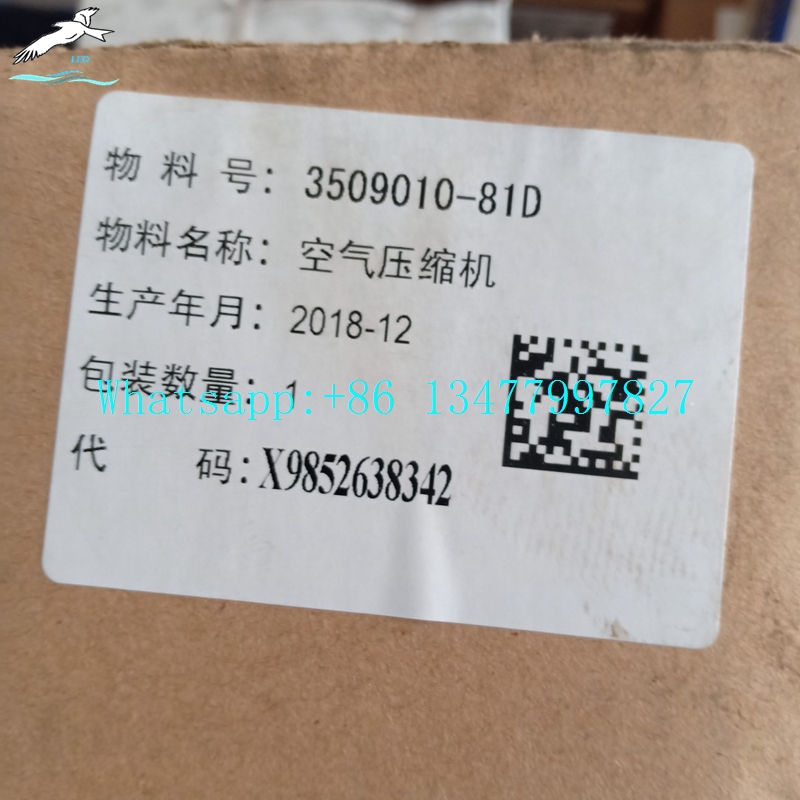 LHD
物料号：3509010-81D
物料名称：空气压缩机
生产年月：2018-12
包装数量：1
Whatsapp:+86 13477997827
代码：X9852638342